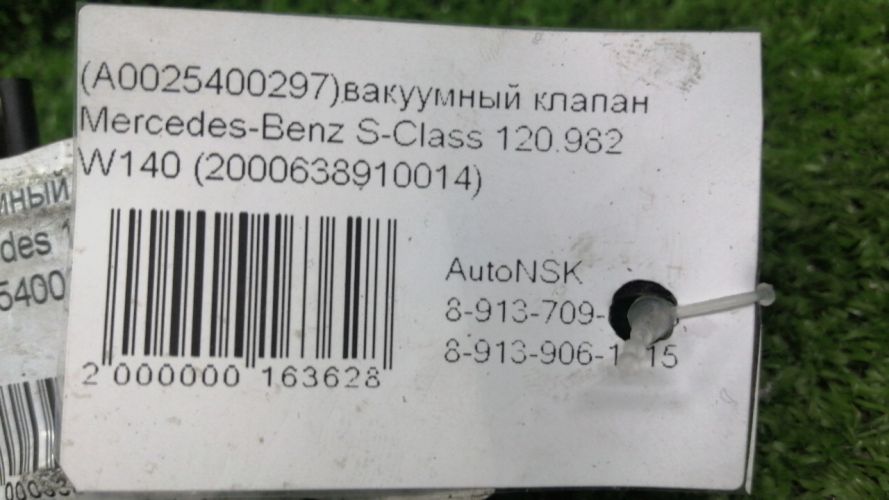 (A0025400297)вакуумный клапан
Mercedes-Benz S-Class 120.982
W140 (2000638910014)
AutoNSK
8-913-709-
8-913-906-1 15
2 000000 163628